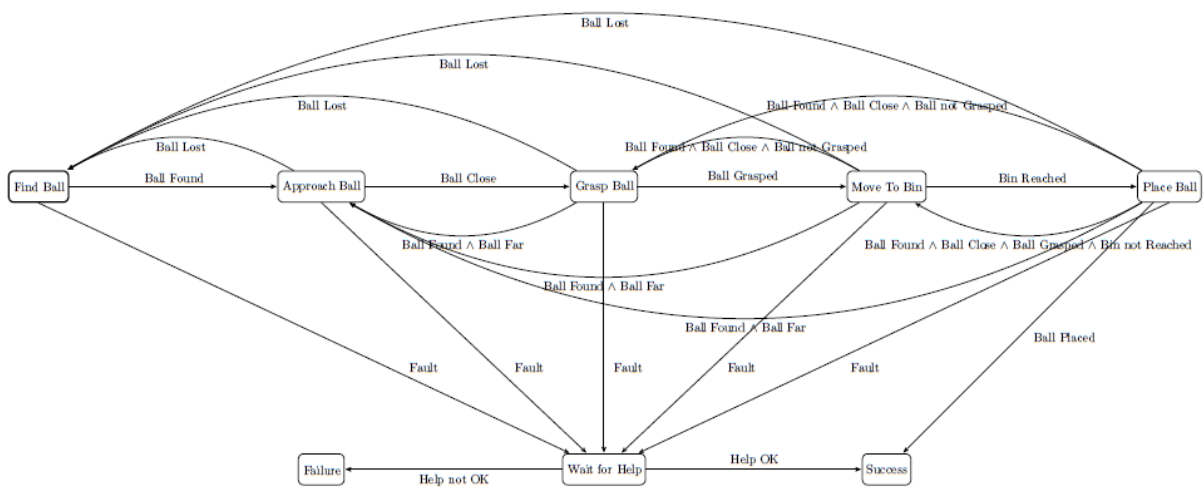 Ball Lost
Ball Lost
Ball Lost
Ball Found ∧ Ball Close ∧ Ball not Grasped
Ball Lost
Ball Found ∧ Ball Close ∧ Ball not Grasped
Find Ball
Ball Found
Approach Ball
Ball Close
Grasp Ball
Ball Grasped
Move To Bin
Bin Reached
Place Ball
Ball Found ∧ Ball Far
Ball Found ∧ Ball Close ∧ Ball Grasped ∧ Bin not Reached
Ball Found ∧ Ball Far
Ball Found ∧ Ball Far
Ball Placed
Fault
Fault
Fault
Fault
Fault
Failure
Help not OK
Wait for Help
Help OK
Success